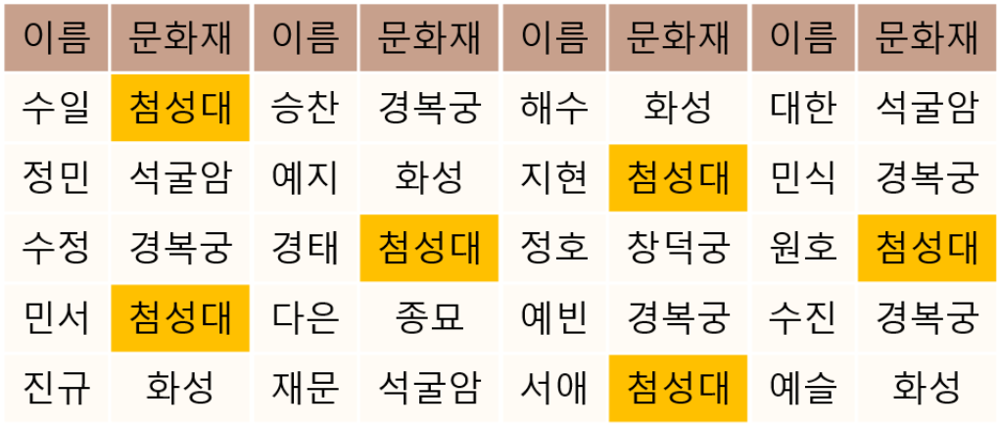 이름 문화재 이름 문화재 이름 문화재 이름 문화재
수일 첨성대 승찬 경복궁 해수 화성 대한 석굴암
정민 석굴암 예지 화성 지현 첨성대 민식 경복궁
수정 경복궁 경태 첨성대 정호 창덕궁 원호 첨성대
민서 첨성대 다은 종묘 예빈 경복궁 수진 경복궁
진규 화성 재문 석굴암 서애 첨성대 예슬 화성